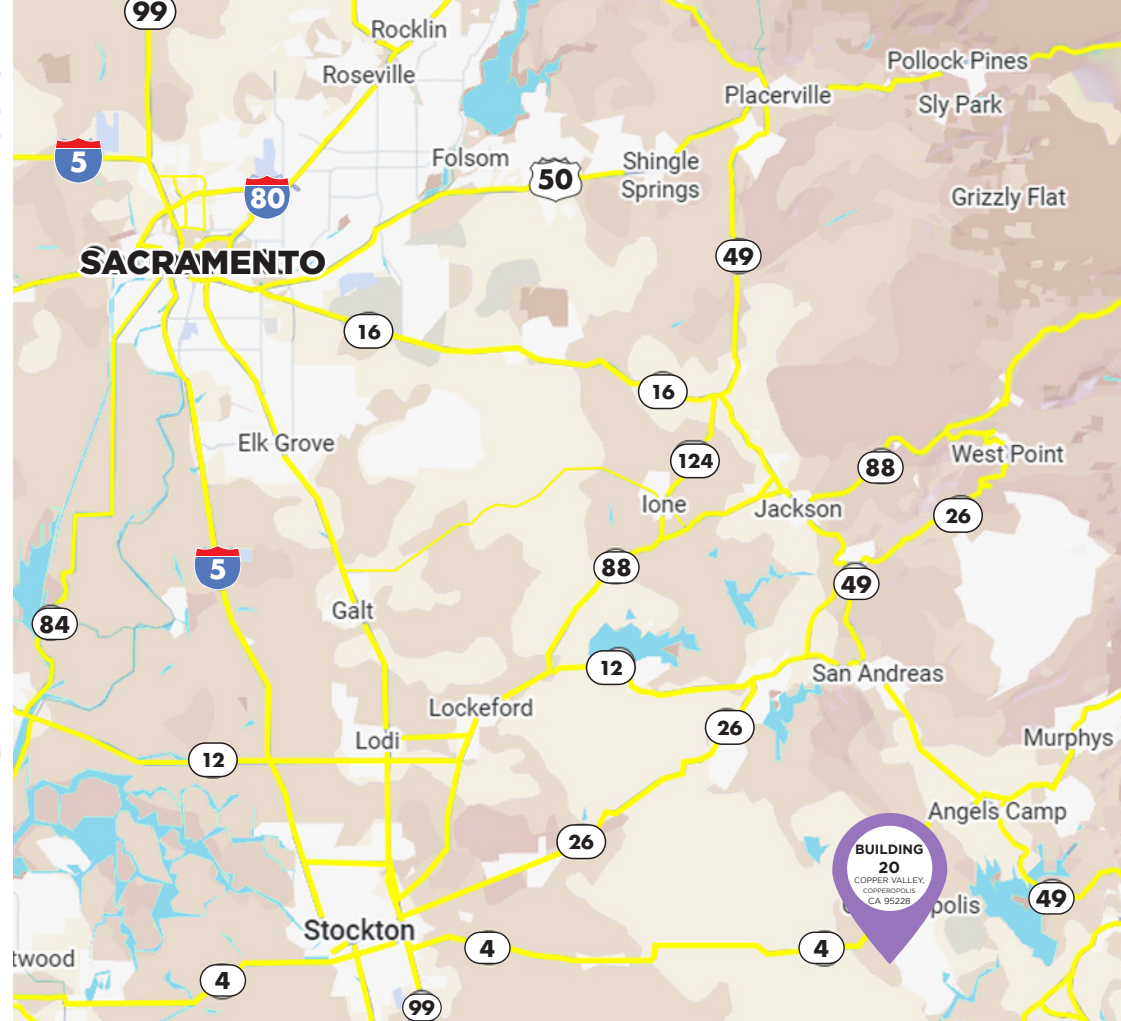 99
Rocklin
Roseville
Pollock Pines
Placerville
Sly Park
5
Folsom
50
Shingle
Springs
80
Grizzly Flat
SACRAMENTO
49
16
16
Elk Grove
124
88
West Point
Ione
Jackson
26
5
88
49
Galt
84
12
San Andreas
Lockeford
26
Lodi
Murphys
12
Angels Camp
26
BUILDING
20
COPPER VALLEY,
COPPEROPOLIS
CA 95228
polis
49
Stockton
4
4
twood
4
99